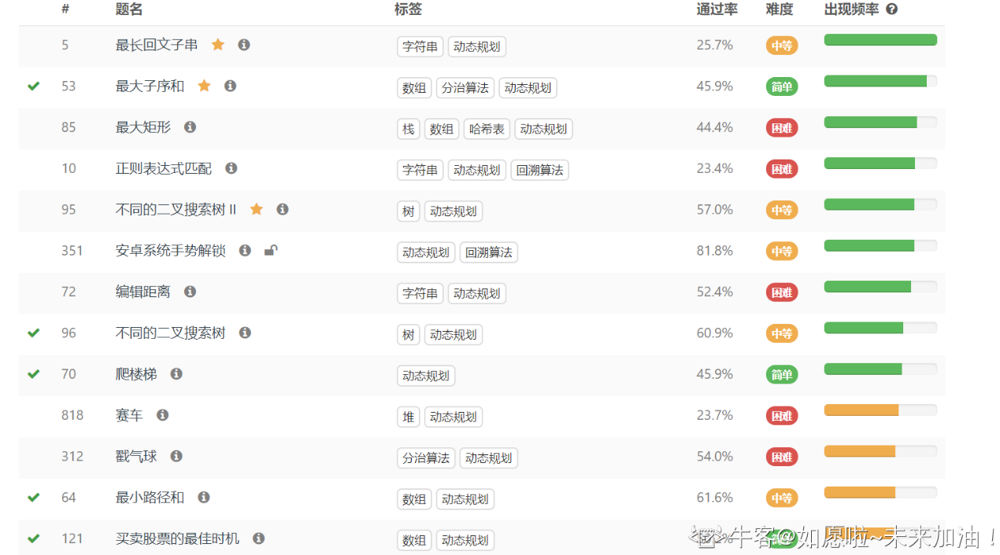 # 题名 标签 通过率 难度 出现频率
5 最长回文子串 字符串 动态规划 25.7% 中等
53 最大子序和 数组 分治算法 动态规划 45.9% 简单
85 最大矩形 栈 数组 哈希表 动态规划 44.4% 困难
10 正则表达式匹配 字符串 动态规划 回溯算法 23.4% 困难
95 不同的二叉搜索树 II 树 动态规划 57.0% 中等
351 安卓系统手势解锁 动态规划 回溯算法 81.8% 中等
72 编辑距离 字符串 动态规划 52.4% 困难
96 不同的二叉搜索树 树 动态规划 60.9% 中等
70 爬楼梯 动态规划 45.9% 简单
818 赛车 堆 动态规划 23.7% 困难
312 戳气球 分治算法 动态规划 54.0% 困难
64 最小路径和 数组 动态规划 61.6% 中等
121 买卖股票的最佳时机 数组 动态规划
牛客@如愿啦~未来加油！